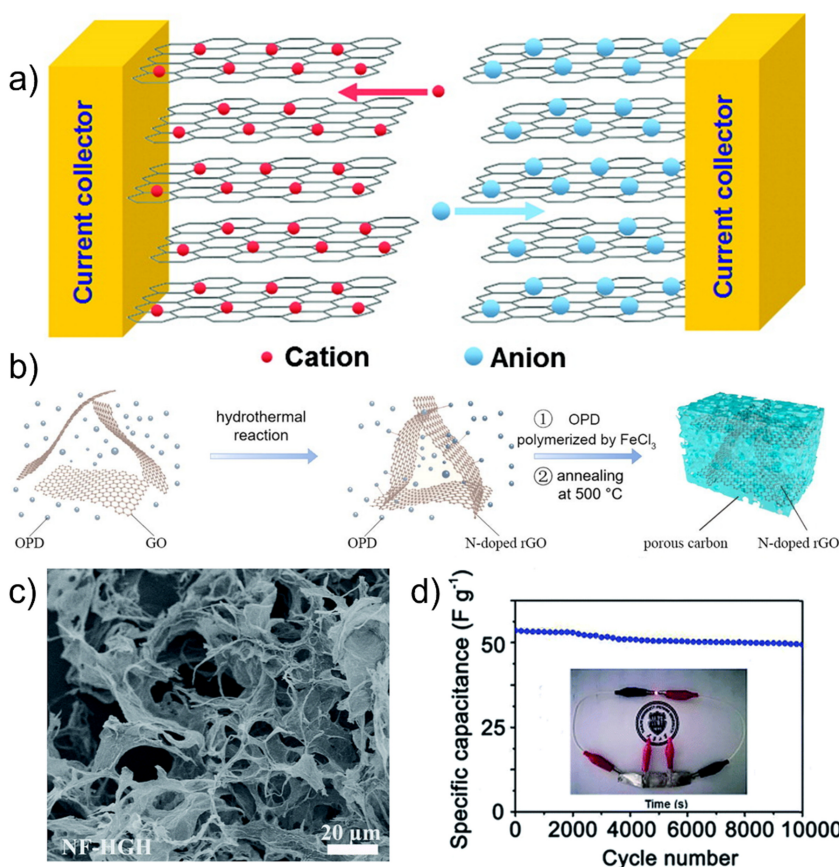 a)
Current collector
Current collector
Cation
Anion
b)
hydrothermal
reaction
① OPD
polymerized by FeCl₃
② annealing
at 500 °C
OPD
GO
OPD
N-doped rGO
porous carbon
N-doped rGO
c)
NF-HGH
20 µm
d)
Specific capacitance (F g⁻¹)
50
25
0
Time (s)
0
2000
4000
6000
8000
10000
Cycle number